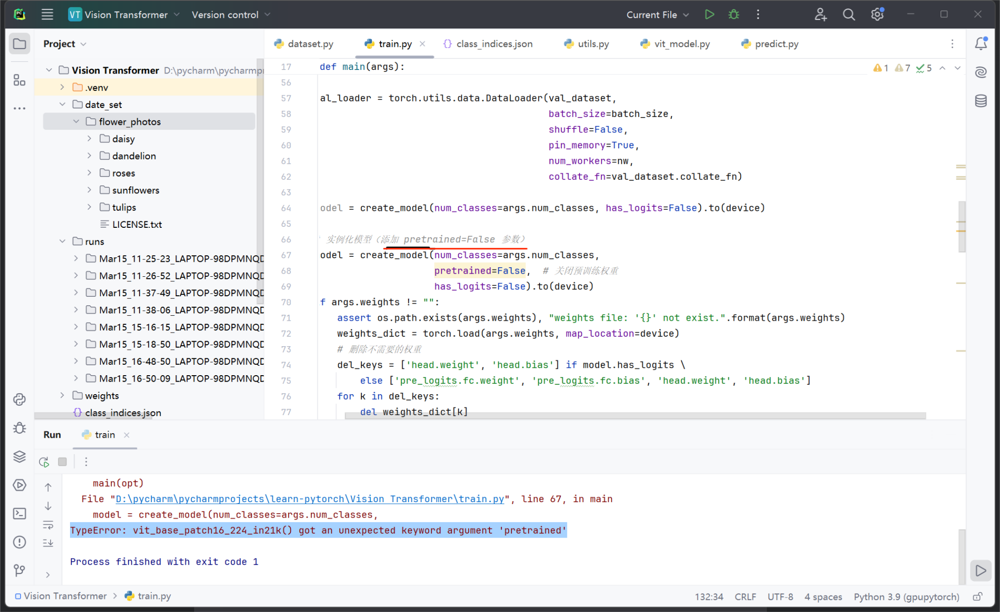 PC VT Vision Transformer Version control Current File
Project
dataset.py train.py class_indices.json utils.py vit_model.py predict.py
Vision Transformer D:\pycharm\pycharmp
.venv
date_set
flower_photos
daisy
dandelion
roses
sunflowers
tulips
LICENSE.txt
runs
Mar15_11-25-23_LAPTOP-98DPMNQD
Mar15_11-26-52_LAPTOP-98DPMNQD
Mar15_11-37-49_LAPTOP-98DPMNQD
Mar15_11-38-06_LAPTOP-98DPMNQD
Mar15_15-16-15_LAPTOP-98DPMNQD
Mar15_15-18-50_LAPTOP-98DPMNQD
Mar15_16-48-50_LAPTOP-98DPMNQD
Mar15_16-50-09_LAPTOP-98DPMNQD
weights
class_indices.json
17 def main(args):
1 7 5
56
57 al_loader = torch.utils.data.DataLoader(val_dataset,
58 batch_size=batch_size,
59 shuffle=False,
60 pin_memory=True,
61 num_workers=nw,
62 collate_fn=val_dataset.collate_fn)
63
64 odel = create_model(num_classes=args.num_classes, has_logits=False).to(device)
65
66 实例化模型（添加 pretrained=False 参数）
67 odel = create_model(num_classes=args.num_classes,
68 pretrained=False, # 关闭预训练权重
69 has_logits=False).to(device)
70 f args.weights != "":
71 assert os.path.exists(args.weights), "weights file: '{}' not exist.".format(args.weights)
72 weights_dict = torch.load(args.weights, map_location=device)
73 # 删除不需要的权重
74 del_keys = ['head.weight', 'head.bias'] if model.has_logits \
75 else ['pre_logits.fc.weight', 'pre_logits.fc.bias', 'head.weight', 'head.bias']
76 for k in del_keys:
77 del weights_dict[k]
Run train
main(opt)
File "D:\pycharm\pycharmprojects\learn-pytorch\Vision Transformer\train.py", line 67, in main
model = create_model(num_classes=args.num_classes,
TypeError: vit_base_patch16_224_in21k() got an unexpected keyword argument 'pretrained'
Process finished with exit code 1
Vision Transformer > train.py
132:34 CRLF UTF-8 4 spaces Python 3.9 (gpupytorch)